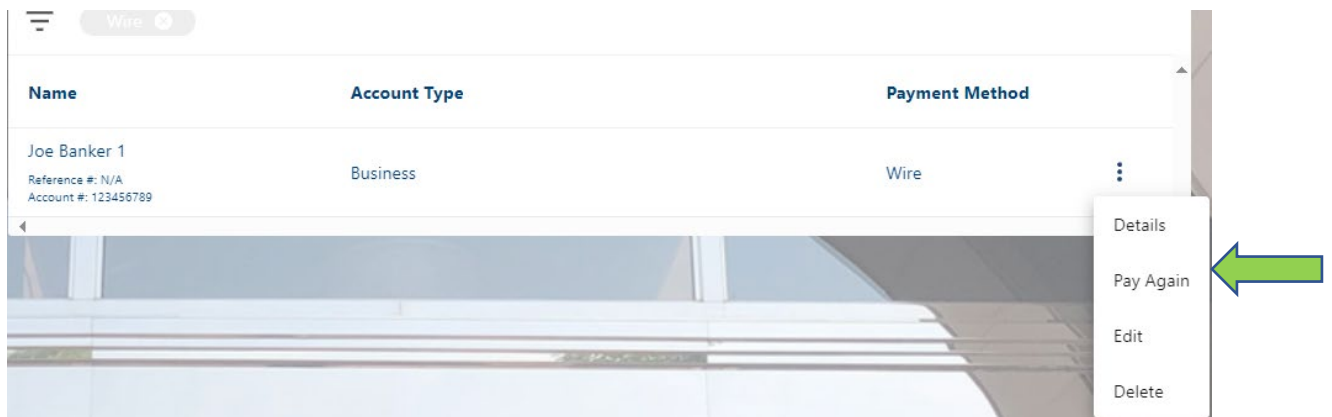 Wire
Name Account Type Payment Method
Joe Banker 1
Reference #: N/A
Account #: 123456789
Business
Wire
Details
Pay Again
Edit
Delete